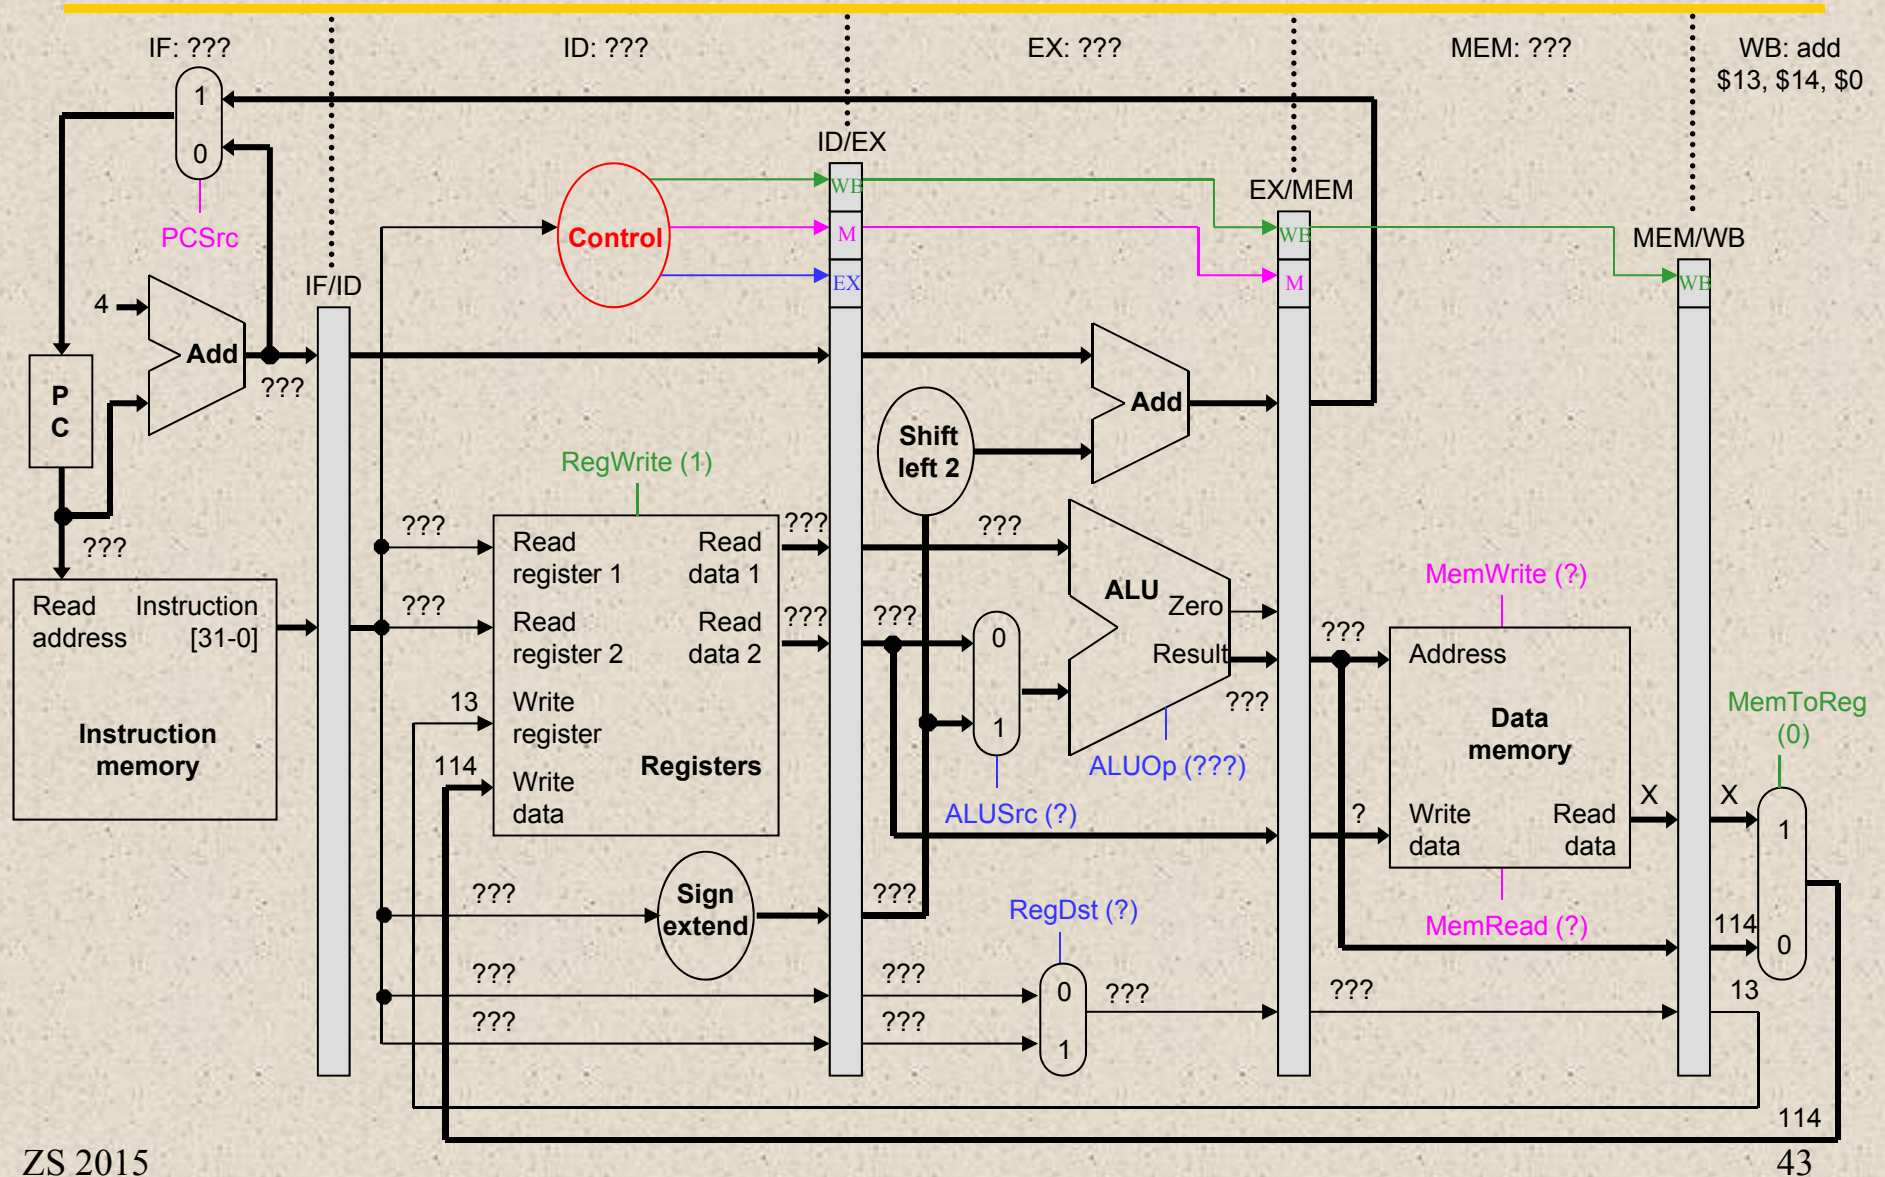 IF: ???
ID: ???
EX: ???
MEM: ???
WB: add
$13, $14, $0
1
0
PCSrc
4
Add
???
P
C
???
Read
address
Instruction
[31-0]
Instruction
memory
IF/ID
Control
ID/EX
WB
M
EX
EX/MEM
WB
M
MEM/WB
WB
RegWrite (1)
???
Read
register 1
Read
data 1
???
???
Read
register 2
Read
data 2
???
13
Write
register
Registers
114
Write
data
???
Sign
extend
???
???
Shift
left 2
Add
???
???
0
1
ALUSrc (?)
ALU
Zero
Result
???
ALUOp (???)
???
RegDst (?)
???
???
0
1
???
MemWrite (?)
???
Address
Data
memory
?
Write
data
Read
data
MemRead (?)
???
X
X
MemToReg
(0)
1
0
114
13
114
ZS 2015
43